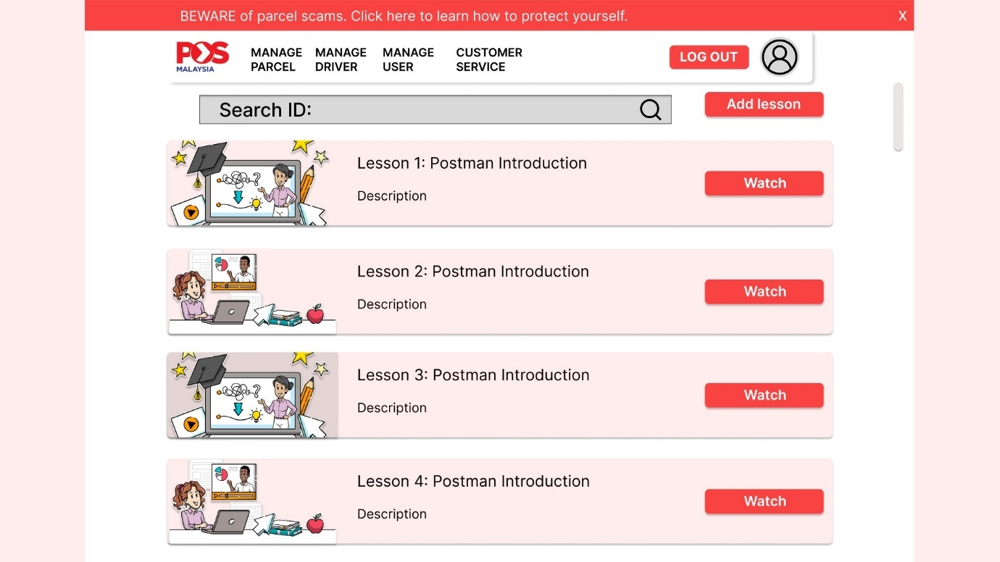 BEWARE of parcel scams. Click here to learn how to protect yourself.
X
POS
MALAYSIA
MANAGE PARCEL
MANAGE DRIVER
MANAGE USER
CUSTOMER SERVICE
LOG OUT
Search ID:
Add lesson
Lesson 1: Postman Introduction
Description
Watch
Lesson 2: Postman Introduction
Description
Watch
Lesson 3: Postman Introduction
Description
Watch
Lesson 4: Postman Introduction
Description
Watch